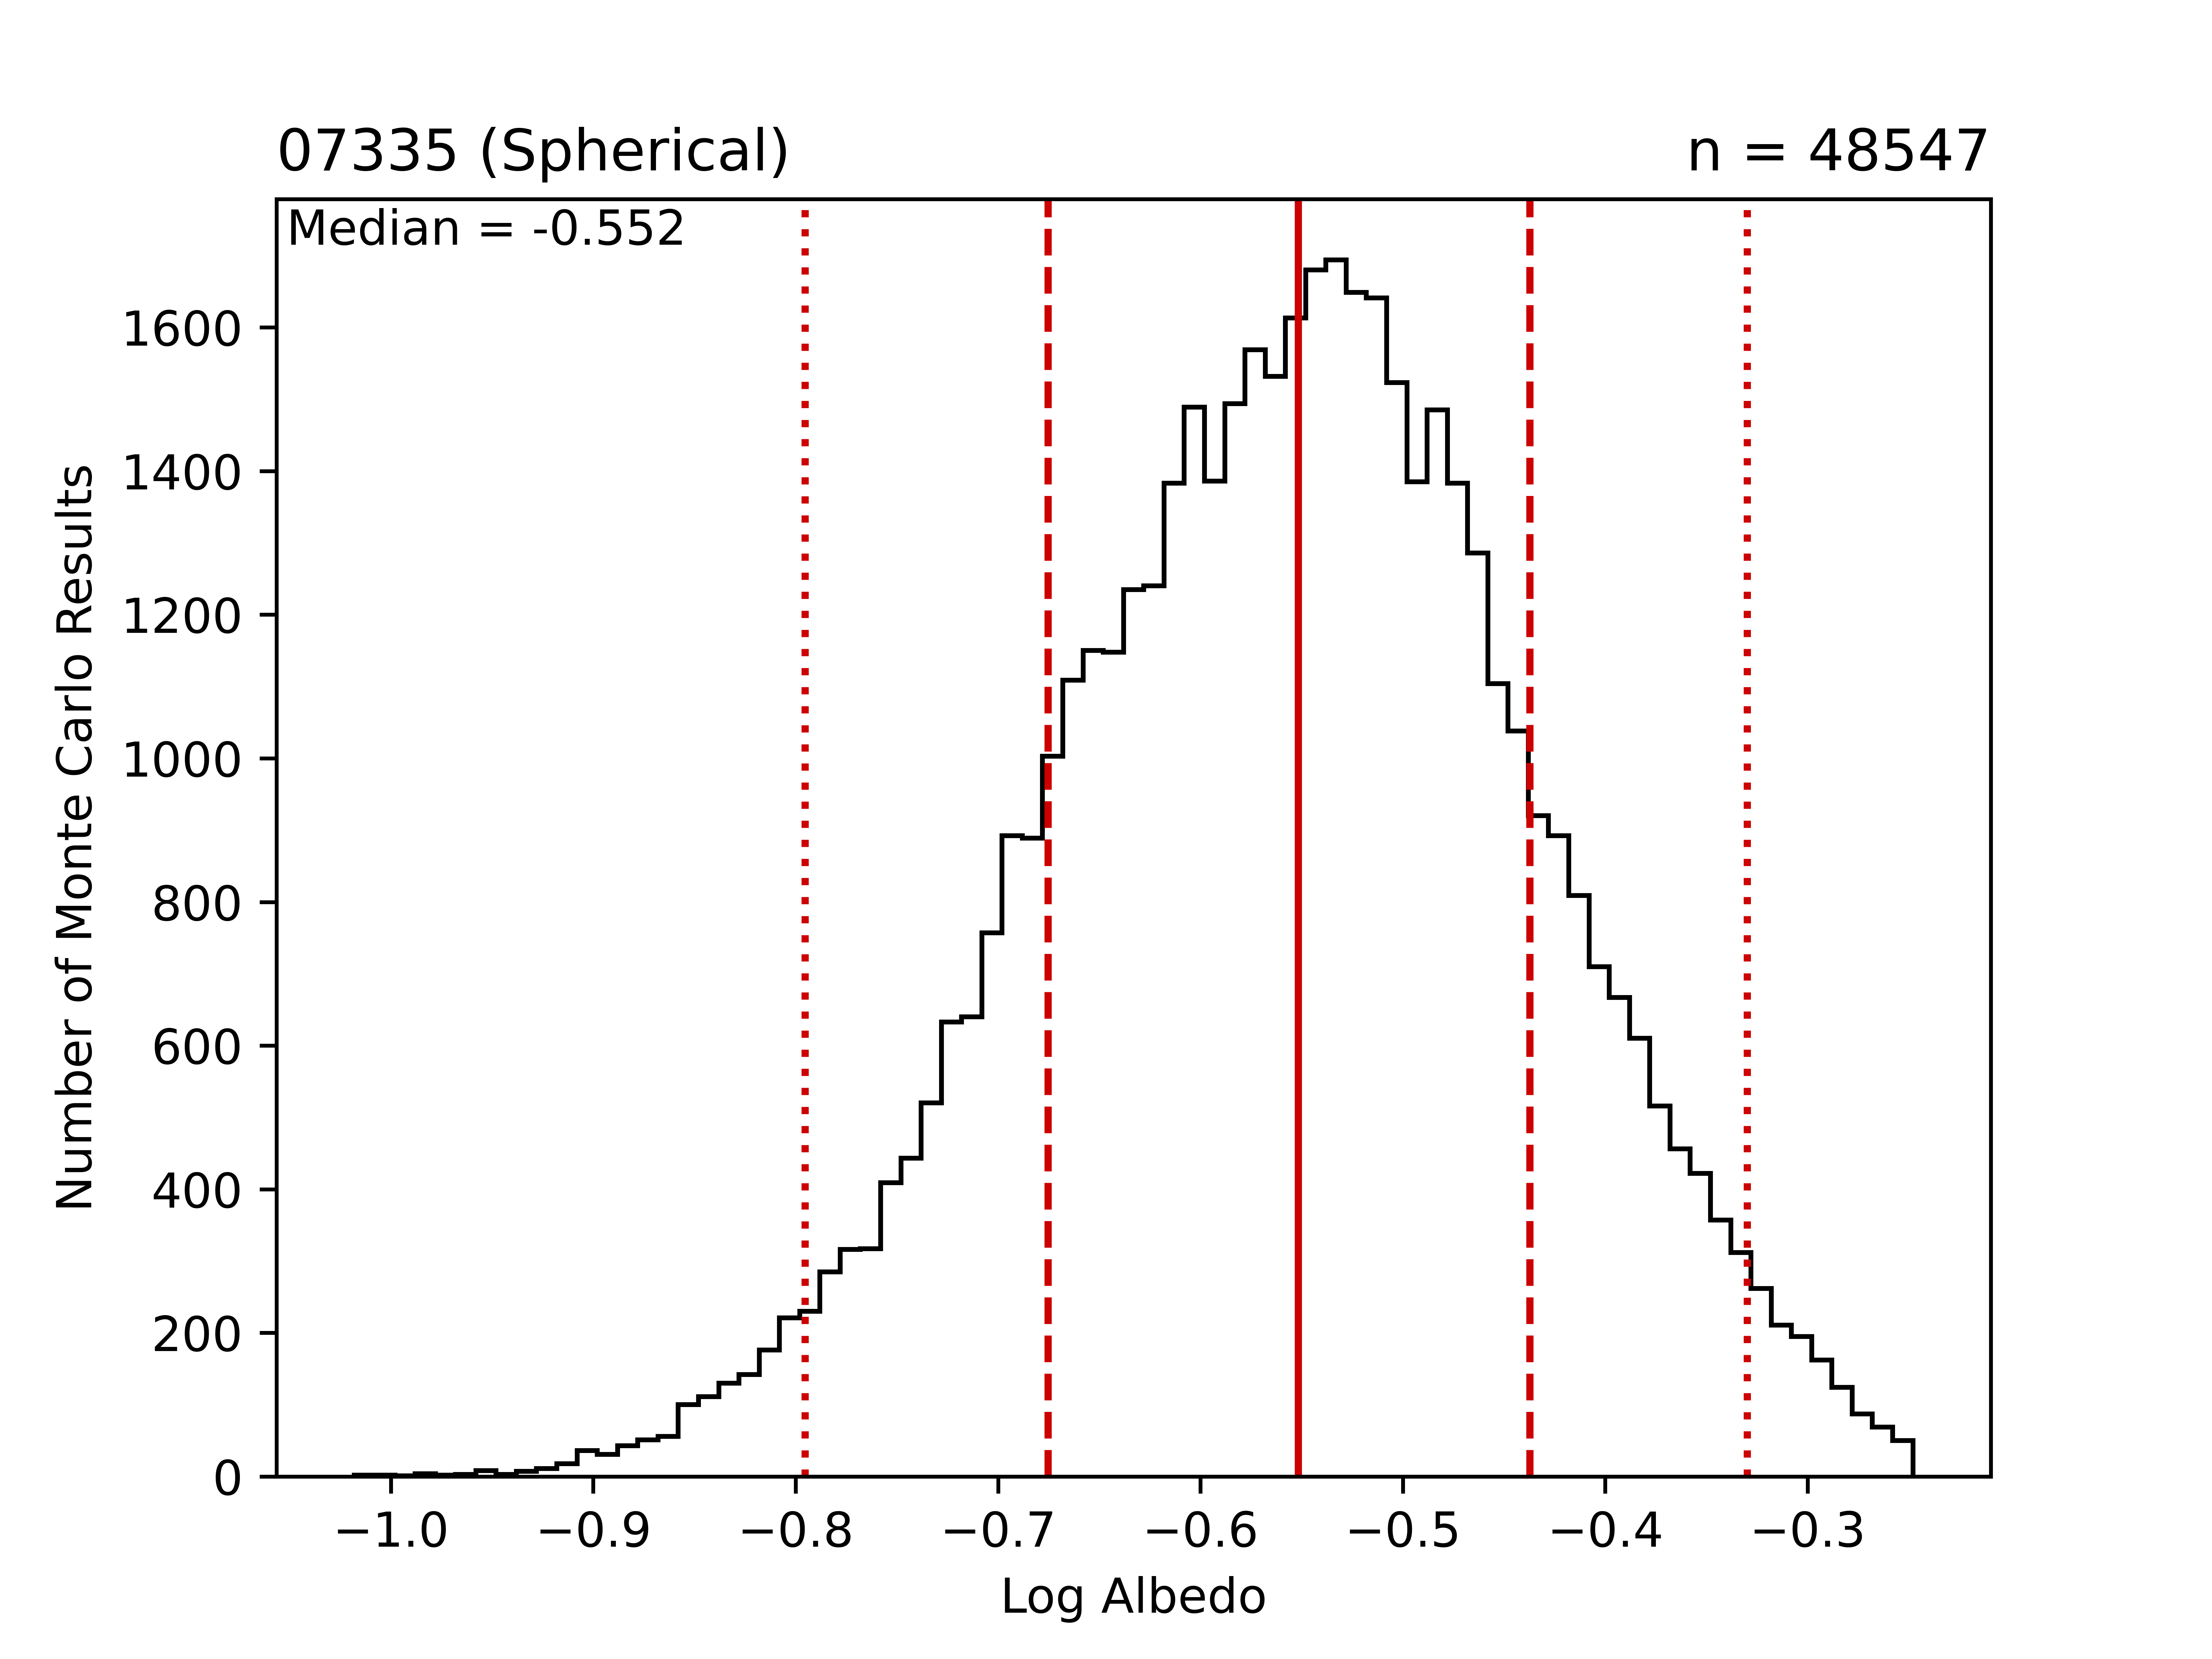 07335 (Spherical)
n = 48547
Median = -0.552
Number of Monte Carlo Results
1600
1400
1200
1000
800
600
400
200
0
−1.0 −0.9 −0.8 −0.7 −0.6 −0.5 −0.4 −0.3
Log Albedo